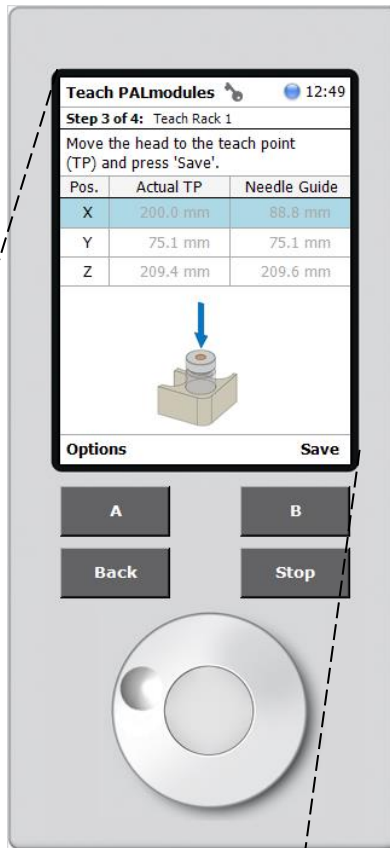 Teach PALmodules 12:49
Step 3 of 4: Teach Rack 1
Move the head to the teach point
(TP) and press 'Save'.
Pos. Actual TP Needle Guide
X 200.0 mm 88.8 mm
Y 75.1 mm 75.1 mm
Z 209.4 mm 209.6 mm
Options Save
A B
Back Stop